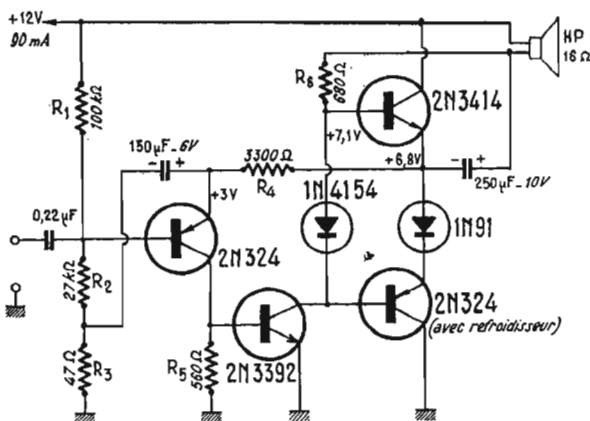 +12V
90 mA
HP
16 Ω
R1
100 kΩ
R6
680 Ω
2N3414
+7,1V
+6,8V
150 µF_6V
- +
3300 Ω
R4
- +
250 µF-10V
+3V
1N4154
1N91
0,22 µF
2N324
27 kΩ
R2
2N324
(avec refroidisseur)
47 Ω
R3
R5
560 Ω
2N3392